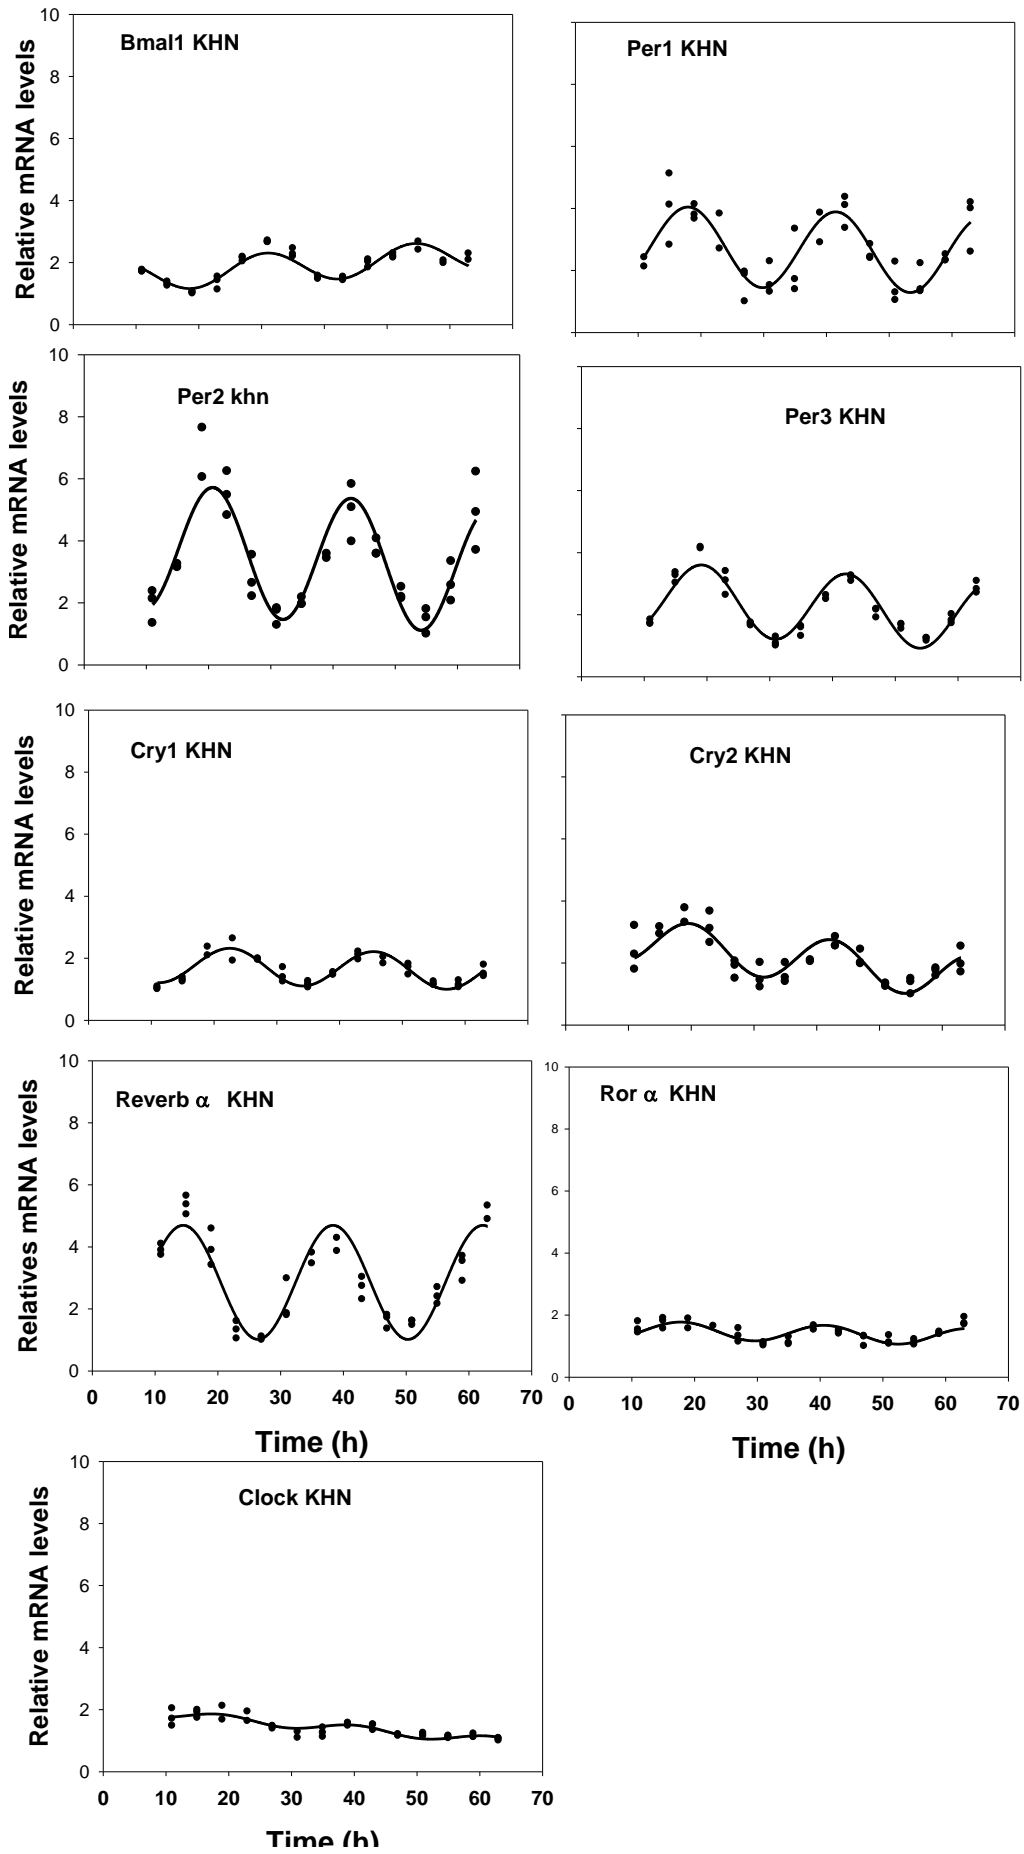 Bmal1 KHN
Relative mRNA levels
10
8
6
4
2
0
Per1 KHN
Per2 khn
Relative mRNA levels
10
8
6
4
2
0
Per3 KHN
Cry1 KHN
Relative mRNA levels
10
8
6
4
2
0
Cry2 KHN
Reverb α KHN
Relatives mRNA levels
10
8
6
4
2
0
0 10 20 30 40 50 60 70
Time (h)
Ror α KHN
10
8
6
4
2
0
0 10 20 30 40 50 60 70
Time (h)
Clock KHN
Relative mRNA levels
10
8
6
4
2
0
0 10 20 30 40 50 60 70
Time (h)